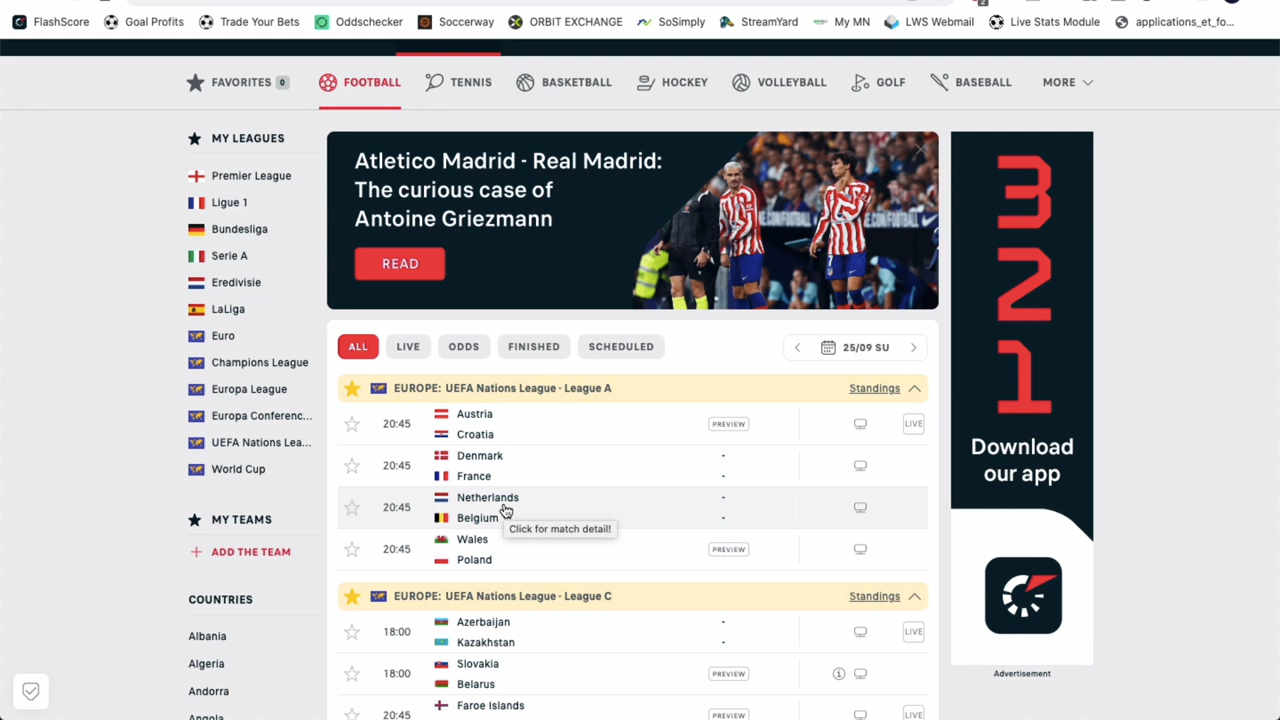 FlashScore Goal Profits Trade Your Bets Oddschecker Soccerway ORBIT EXCHANGE SoSimply StreamYard My MN LWS Webmail Live Stats Module applications_et_fo...
FAVORITES 0 FOOTBALL TENNIS BASKETBALL HOCKEY VOLLEYBALL GOLF BASEBALL MORE
MY LEAGUES
Premier League
Ligue 1
Bundesliga
Serie A
Eredivisie
LaLiga
Euro
Champions League
Europa League
Europa Conferenc...
UEFA Nations Lea...
World Cup
MY TEAMS
ADD THE TEAM
COUNTRIES
Albania
Algeria
Andorra
Angola
Atletico Madrid - Real Madrid:
The curious case of
Antoine Griezmann
READ
ALL LIVE ODDS FINISHED SCHEDULED 25/09 SU
EUROPE: UEFA Nations League - League A Standings
20:45 Austria PREVIEW LIVE
Croatia
20:45 Denmark -
France -
20:45 Netherlands -
Belgium -
Click for match detail!
20:45 Wales PREVIEW
Poland
EUROPE: UEFA Nations League - League C Standings
18:00 Azerbaijan - LIVE
Kazakhstan -
18:00 Slovakia PREVIEW
Belarus
20:45 Faroe Islands PREVIEW LIVE
3
2
1
Download
our app
Advertisement